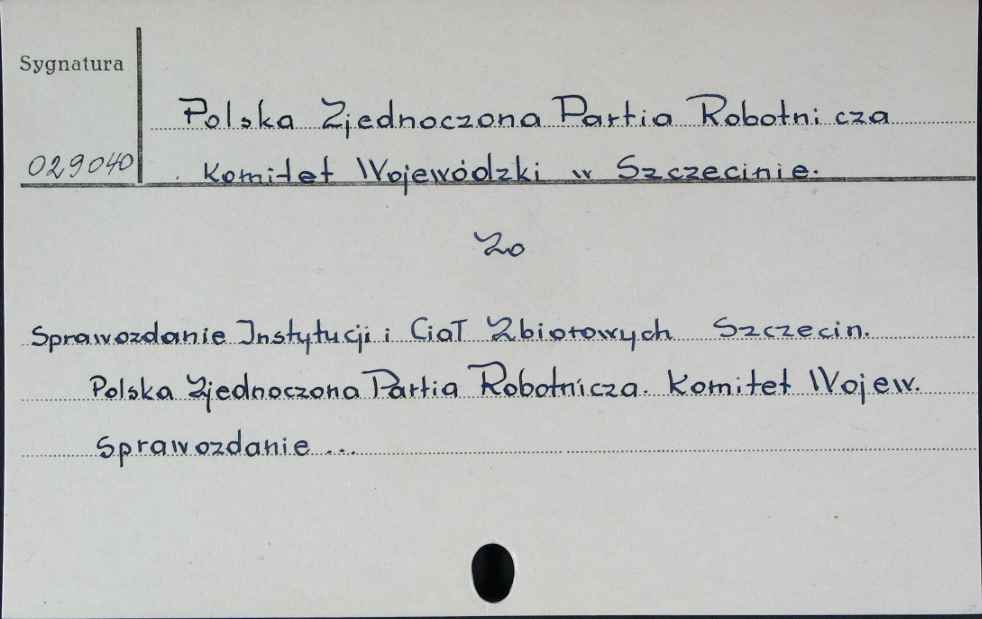 Sygnatura
029040
Polska Zjednoczona Partia Robotnicza
Komitet Wojewódzki w Szczecinie.
Zo
Sprawozdanie Instytucji i Ciał Zbiorowych Szczecin.
Polska Zjednoczona Partia Robotnicza. Komitet Wojew.
Sprawozdanie ...